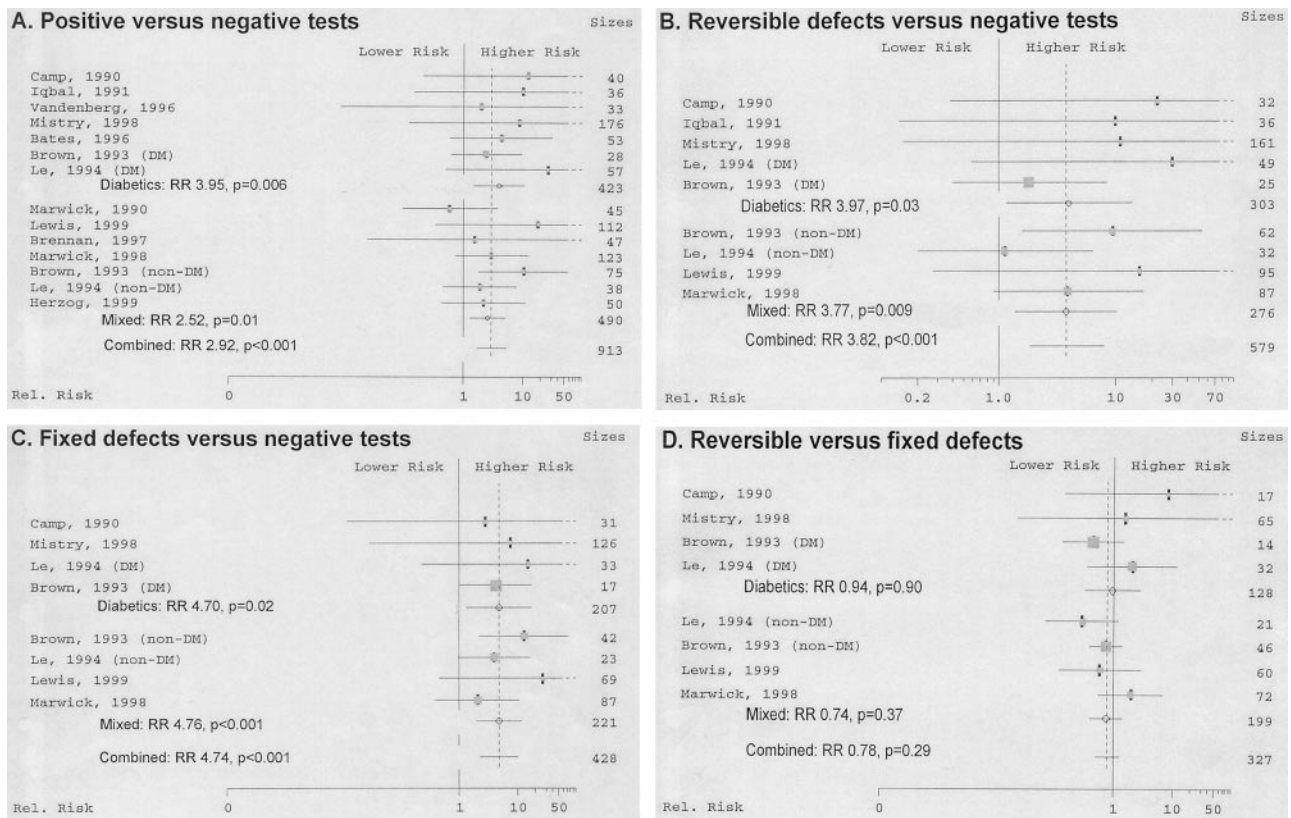 A. Positive versus negative tests
Sizes
Lower Risk Higher Risk
Camp, 1990 40
Iqbal, 1991 36
Vandenberg, 1996 33
Mistry, 1998 176
Bates, 1996 53
Brown, 1993 (DM) 28
Le, 1994 (DM) 57
Diabetics: RR 3.95, p=0.006 423
Marwick, 1990 45
Lewis, 1999 112
Brennan, 1997 47
Marwick, 1998 123
Brown, 1993 (non-DM) 75
Le, 1994 (non-DM) 38
Herzog, 1999 50
Mixed: RR 2.52, p=0.01 490
Combined: RR 2.92, p<0.001 913
Rel. Risk 0 1 10 50
B. Reversible defects versus negative tests
Sizes
Lower Risk Higher Risk
Camp, 1990 32
Iqbal, 1991 36
Mistry, 1998 161
Le, 1994 (DM) 49
Brown, 1993 (DM) 25
Diabetics: RR 3.97, p=0.03 303
Brown, 1993 (non-DM) 62
Le, 1994 (non-DM) 32
Lewis, 1999 95
Marwick, 1998 87
Mixed: RR 3.77, p=0.009 276
Combined: RR 3.82, p<0.001 579
Rel. Risk 0.2 1.0 10 30 70
C. Fixed defects versus negative tests
Sizes
Lower Risk Higher Risk
Camp, 1990 31
Mistry, 1998 126
Le, 1994 (DM) 33
Brown, 1993 (DM) 17
Diabetics: RR 4.70, p=0.02 207
Brown, 1993 (non-DM) 42
Le, 1994 (non-DM) 23
Lewis, 1999 69
Marwick, 1998 87
Mixed: RR 4.76, p<0.001 221
Combined: RR 4.74, p<0.001 428
Rel. Risk 0 1 10 50
D. Reversible versus fixed defects
Sizes
Lower Risk Higher Risk
Camp, 1990 17
Mistry, 1998 65
Brown, 1993 (DM) 14
Le, 1994 (DM) 32
Diabetics: RR 0.94, p=0.90 128
Le, 1994 (non-DM) 21
Brown, 1993 (non-DM) 46
Lewis, 1999 60
Marwick, 1998 72
Mixed: RR 0.74, p=0.37 199
Combined: RR 0.78, p=0.29 327
Rel. Risk 0 1 10 50